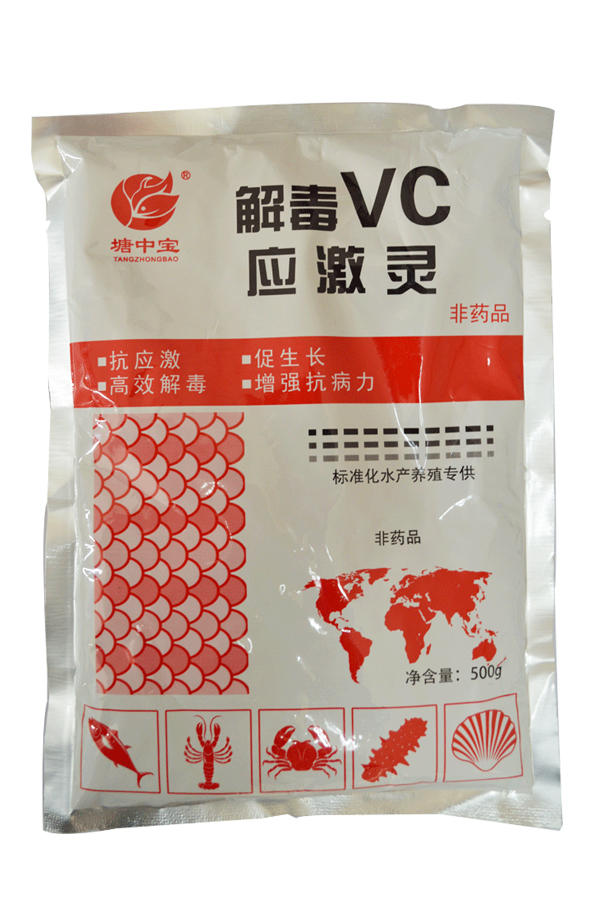 ®
塘中宝
TANGZHONGBAO
解毒VC
应激灵
非药品
■抗应激 ■促生长
■高效解毒 ■增强抗病力
标准化水产养殖专供
非药品
净含量：500g